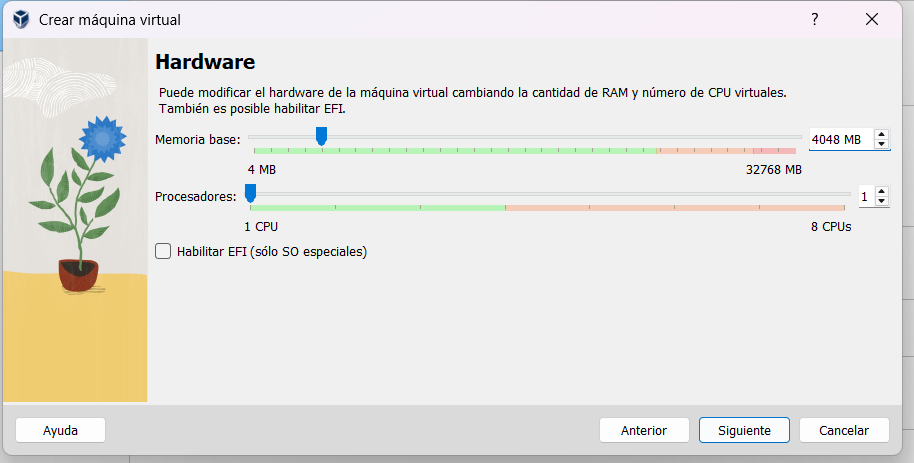 Crear máquina virtual
?
Hardware
Puede modificar el hardware de la máquina virtual cambiando la cantidad de RAM y número de CPU virtuales.
También es posible habilitar EFI.
Memoria base: 4048 MB
4 MB 32768 MB
Procesadores: 1
1 CPU 8 CPUs
Habilitar EFI (sólo SO especiales)
Ayuda Anterior Siguiente Cancelar